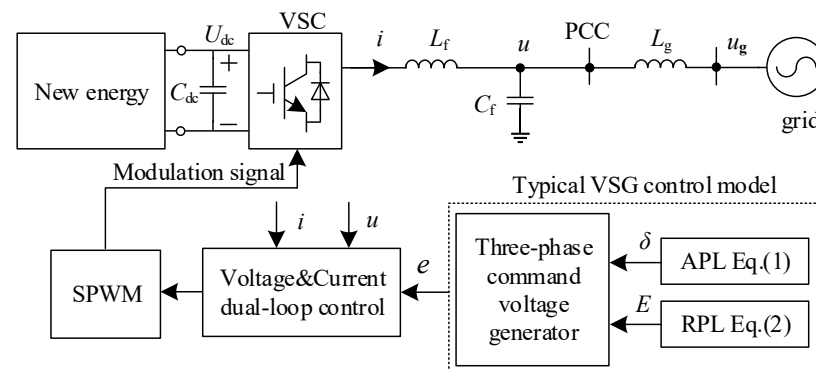 VSC
U_dc
i
L_f
u
PCC
L_g
u_g
+
New energy
C_dc
C_f
−
grid
Modulation signal
Typical VSG control model
i
u
SPWM
Voltage&Current
dual-loop control
e
Three-phase
command
voltage
generator
δ
APL Eq.(1)
E
RPL Eq.(2)